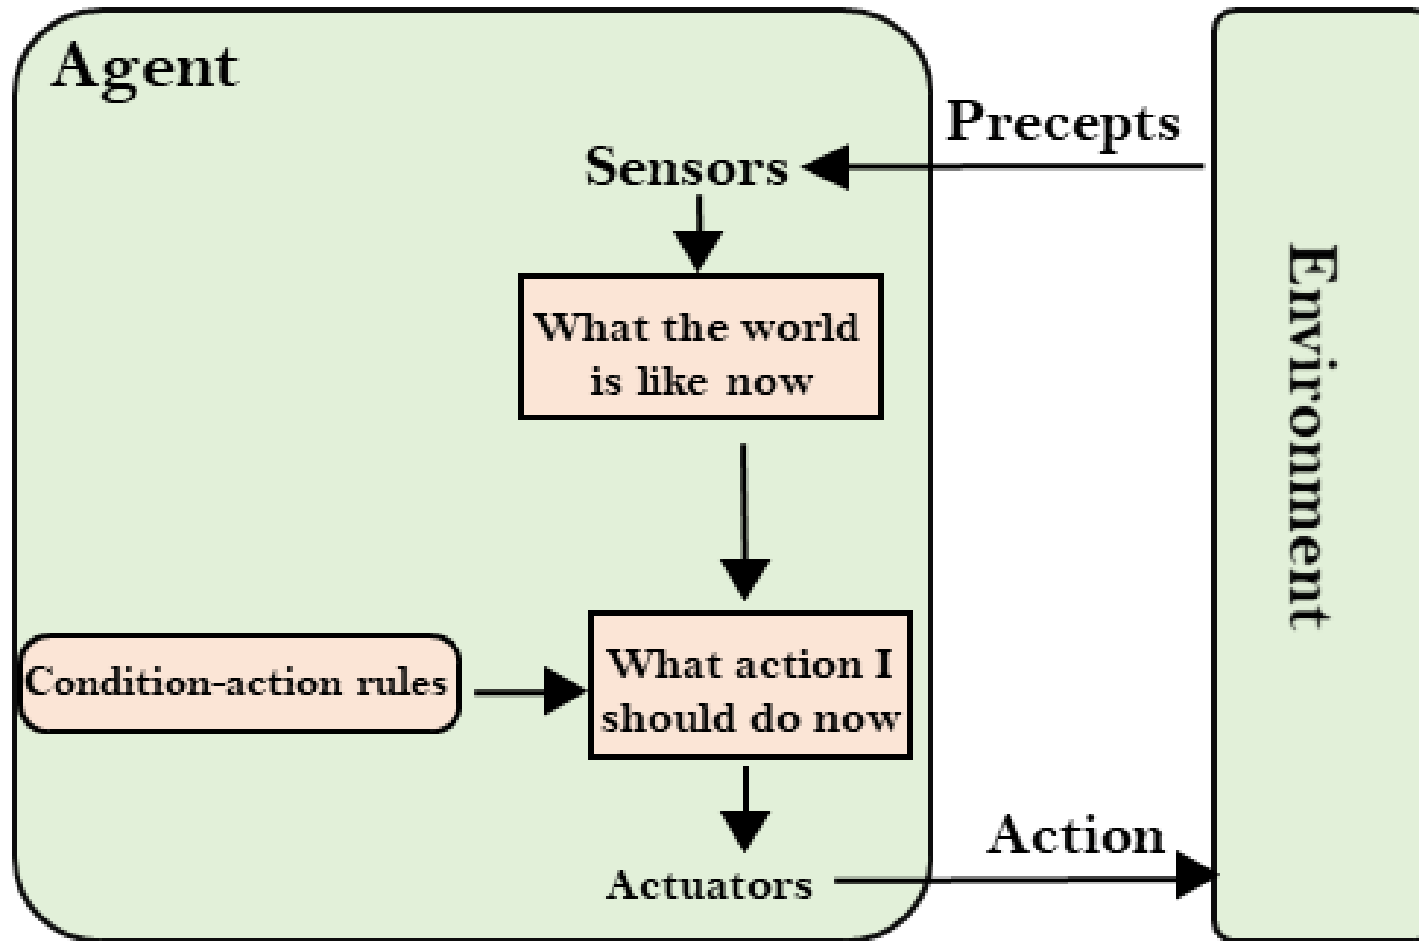 Agent
Precepts
Sensors
What the world
is like now
Environment
Condition-action rules
What action I
should do now
Action
Actuators